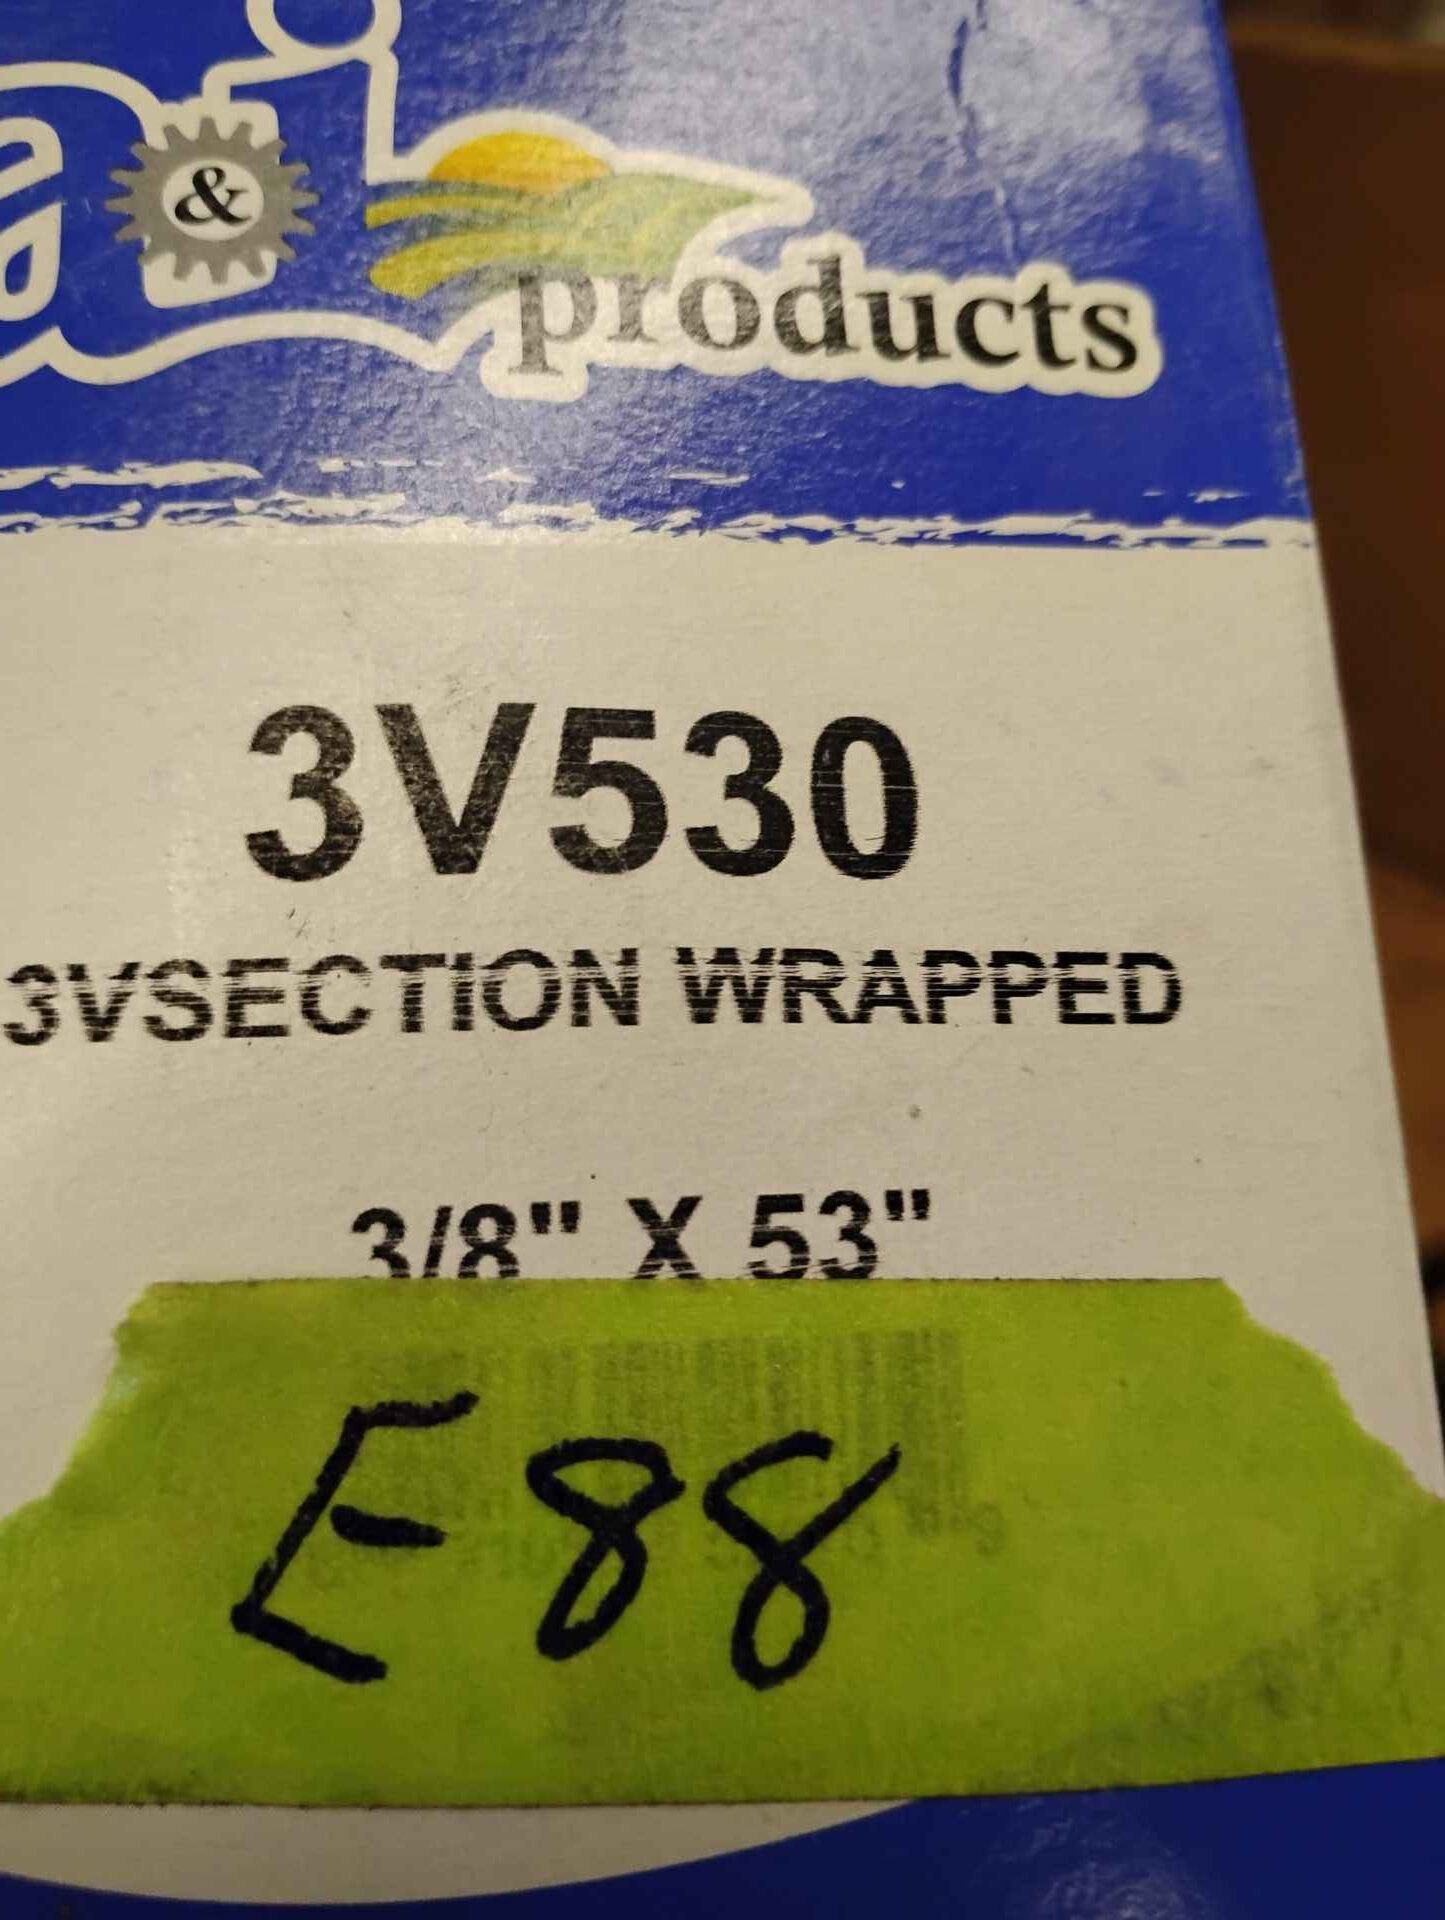 a & i
products
3V530
3VSECTION WRAPPED
3/8" X 53"
E88